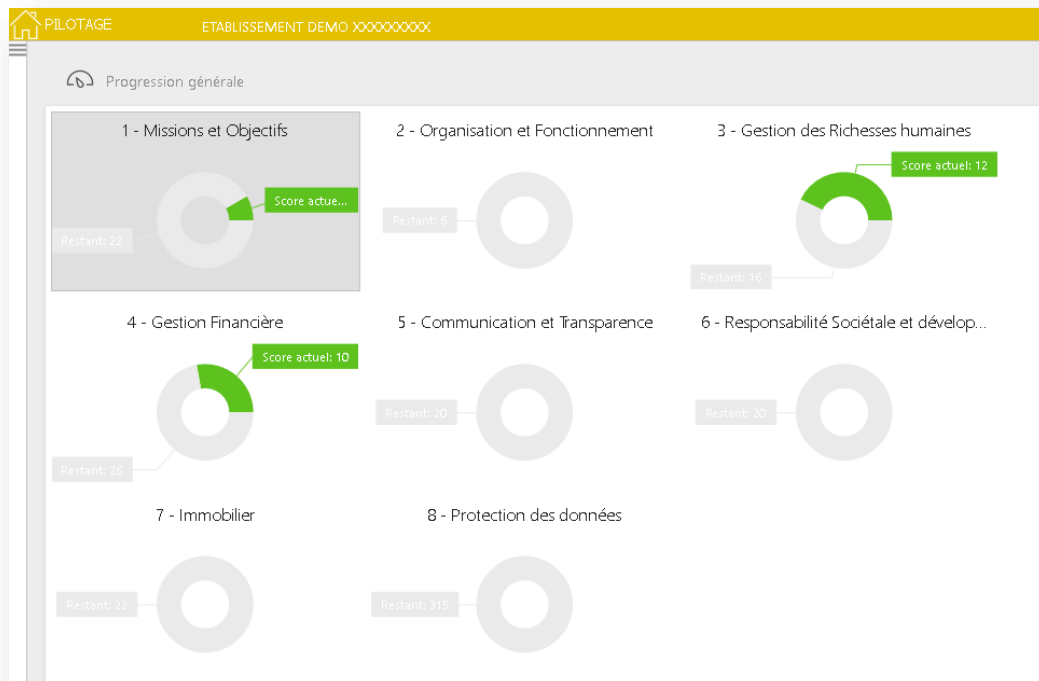 PILOTAGE
ETABLISSEMENT DEMO XXXXXXXXX
Progression générale
1 - Missions et Objectifs
Score actue...
Restant: 22
2 - Organisation et Fonctionnement
Restant: 6
3 - Gestion des Richesses humaines
Score actuel: 12
Restant: 16
4 - Gestion Financière
Score actuel: 10
Restant: 26
5 - Communication et Transparence
Restant: 20
6 - Responsabilité Sociétale et dévelop...
Restant: 20
7 - Immobilier
Restant: 22
8 - Protection des données
Restant: 315